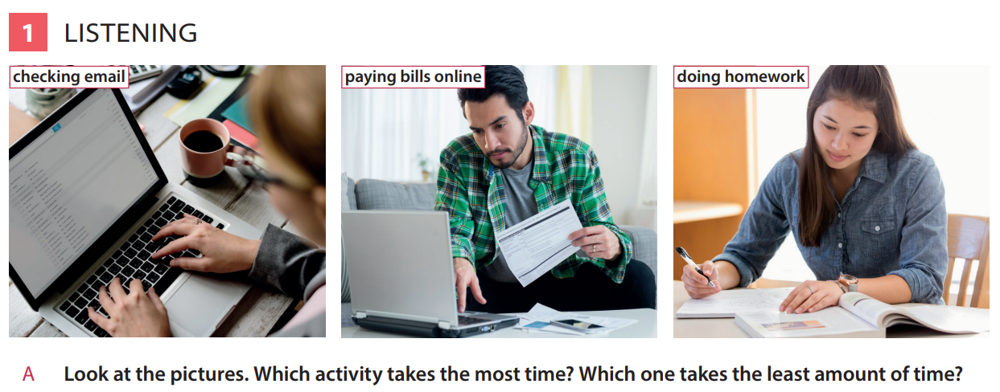 1 LISTENING
checking email
paying bills online
doing homework
A Look at the pictures. Which activity takes the most time? Which one takes the least amount of time?